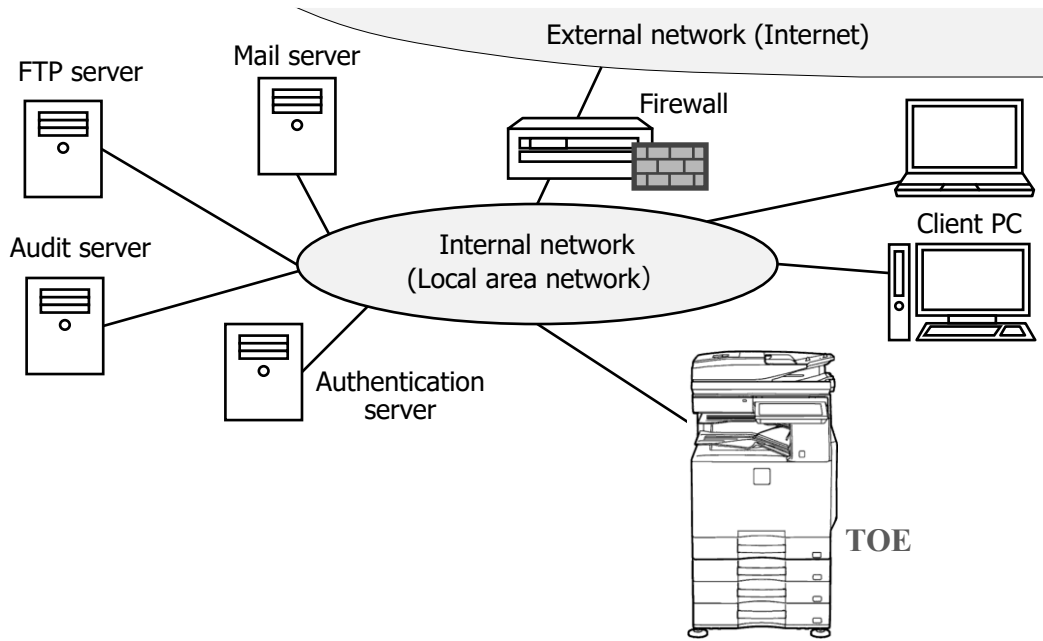 External network (Internet)
Mail server
FTP server
Firewall
Client PC
Audit server
Internal network
(Local area network)
Authentication
server
TOE